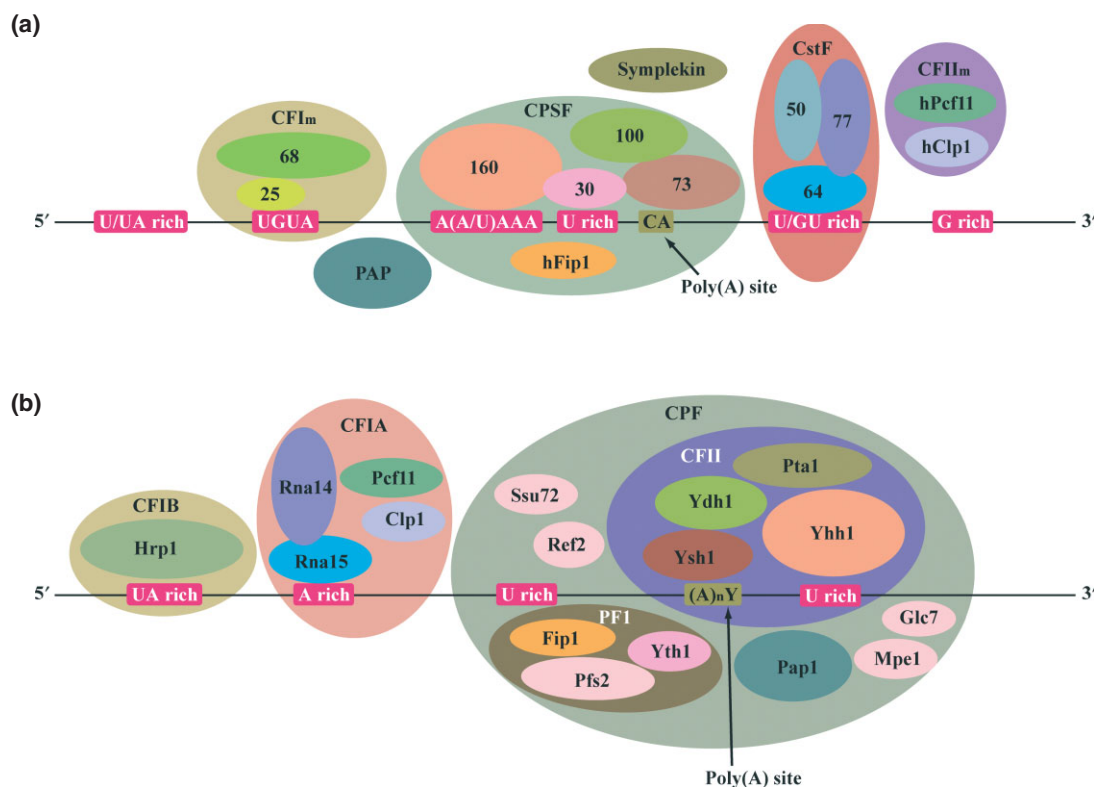 (a)
Symplekin
CstF
CFIIm
hPcf11
hClp1
CFIm
68
25
CPSF
160
100
30
73
50
77
64
5′
U/UA rich
UGUA
A(A/U)AAA
U rich
CA
U/GU rich
G rich
3′
PAP
hFip1
Poly(A) site
(b)
CPF
CFIA
CFII
Pta1
Rna14
Pcf11
Ssu72
Ydh1
CFIB
Clp1
Yhh1
Hrp1
Rna15
Ref2
Ysh1
5′
UA rich
A rich
U rich
(A)nY
U rich
3′
PF1
Glc7
Fip1
Yth1
Pap1
Mpe1
Pfs2
Poly(A) site